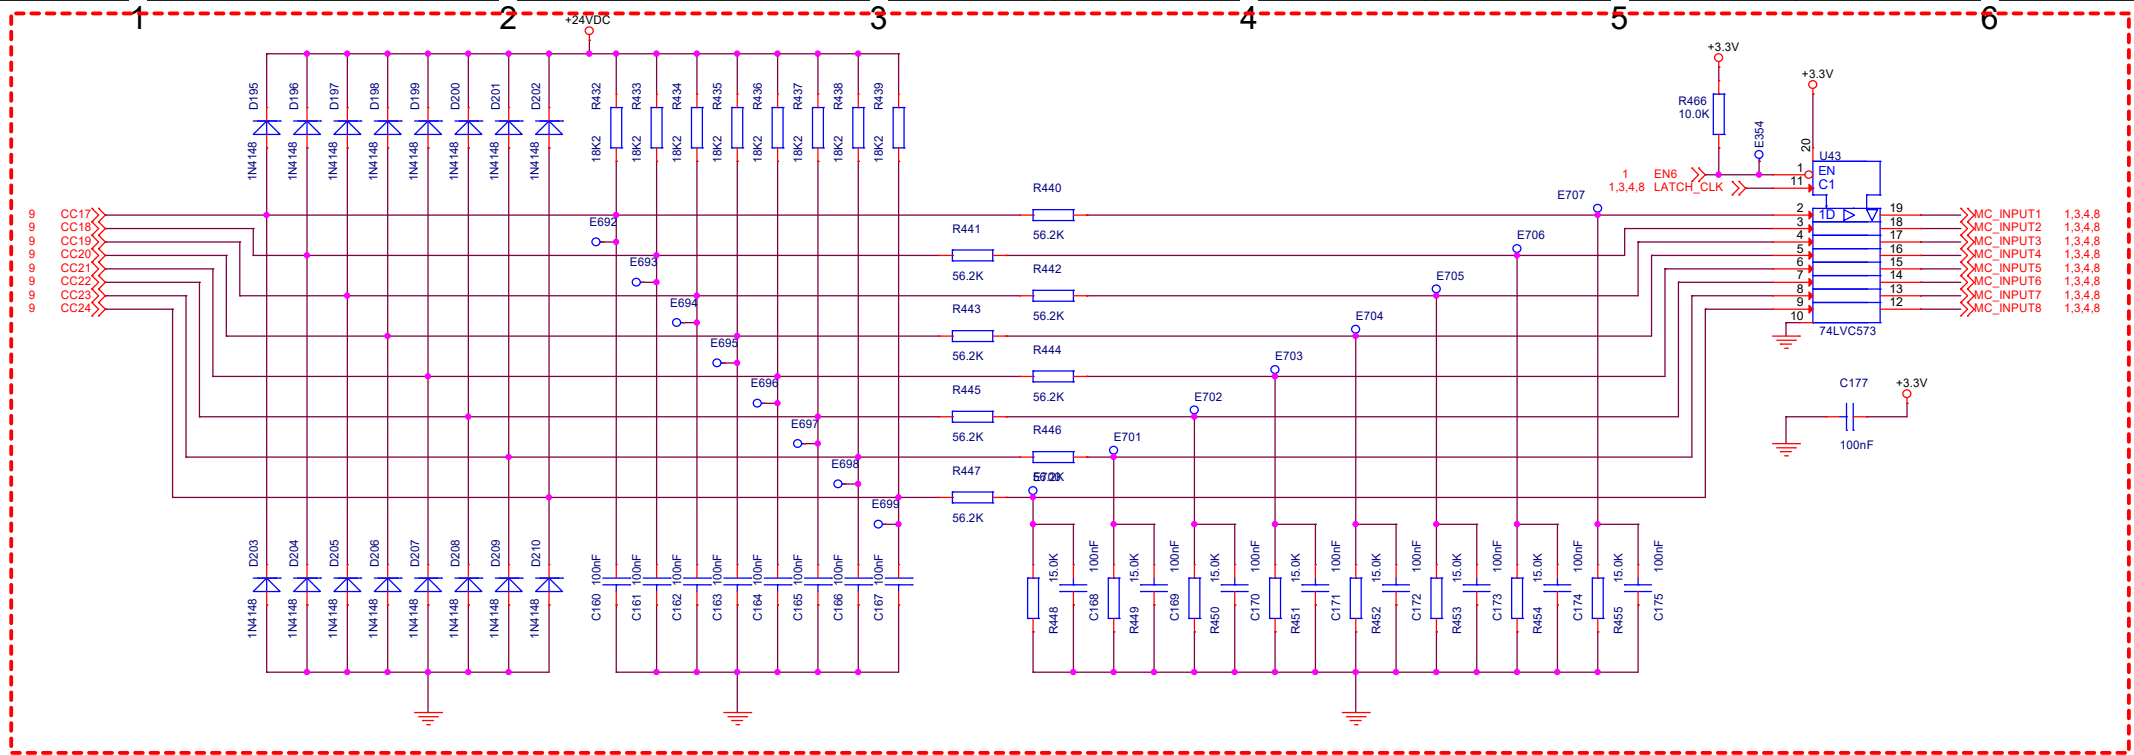 1 2 3 4 5 6
+24VDC
+3.3V
+3.3V
D195 D196 D197 D198 D199 D200 D201 D202
1N4148 1N4148 1N4148 1N4148 1N4148 1N4148 1N4148 1N4148
R432 R433 R434 R435 R436 R437 R438 R439
18K2 18K2 18K2 18K2 18K2 18K2 18K2 18K2
R466
10.0K
E354
20
U43
1 EN6 1 EN
1,3,4,8 LATCH_CLK 11 C1
9 CC17
9 CC18
9 CC19
9 CC20
9 CC21
9 CC22
9 CC23
9 CC24
E692
E693
E694
E695
E696
E697
E698
E699
R440
56.2K
R441
56.2K
R442
56.2K
R443
56.2K
R444
56.2K
R445
56.2K
R446
R447
56.2K
E707
E706
E705
E704
E703
E702
E701
2 1D 19 MC_INPUT1 1,3,4,8
3 18 MC_INPUT2 1,3,4,8
4 17 MC_INPUT3 1,3,4,8
5 16 MC_INPUT4 1,3,4,8
6 15 MC_INPUT5 1,3,4,8
7 14 MC_INPUT6 1,3,4,8
8 13 MC_INPUT7 1,3,4,8
9 12 MC_INPUT8 1,3,4,8
10
74LVC573
C177
+3.3V
100nF
D203 D204 D205 D206 D207 D208 D209 D210
1N4148 1N4148 1N4148 1N4148 1N4148 1N4148 1N4148 1N4148
100nF 100nF 100nF 100nF 100nF 100nF 100nF 100nF
C160 C161 C162 C163 C164 C165 C166 C167
15.0K 100nF 15.0K 100nF 15.0K 100nF 15.0K 100nF 15.0K 100nF 15.0K 100nF 15.0K 100nF 15.0K 100nF
R448 C168 R449 C169 R450 C170 R451 C171 R452 C172 R453 C173 R454 C174 R455 C175